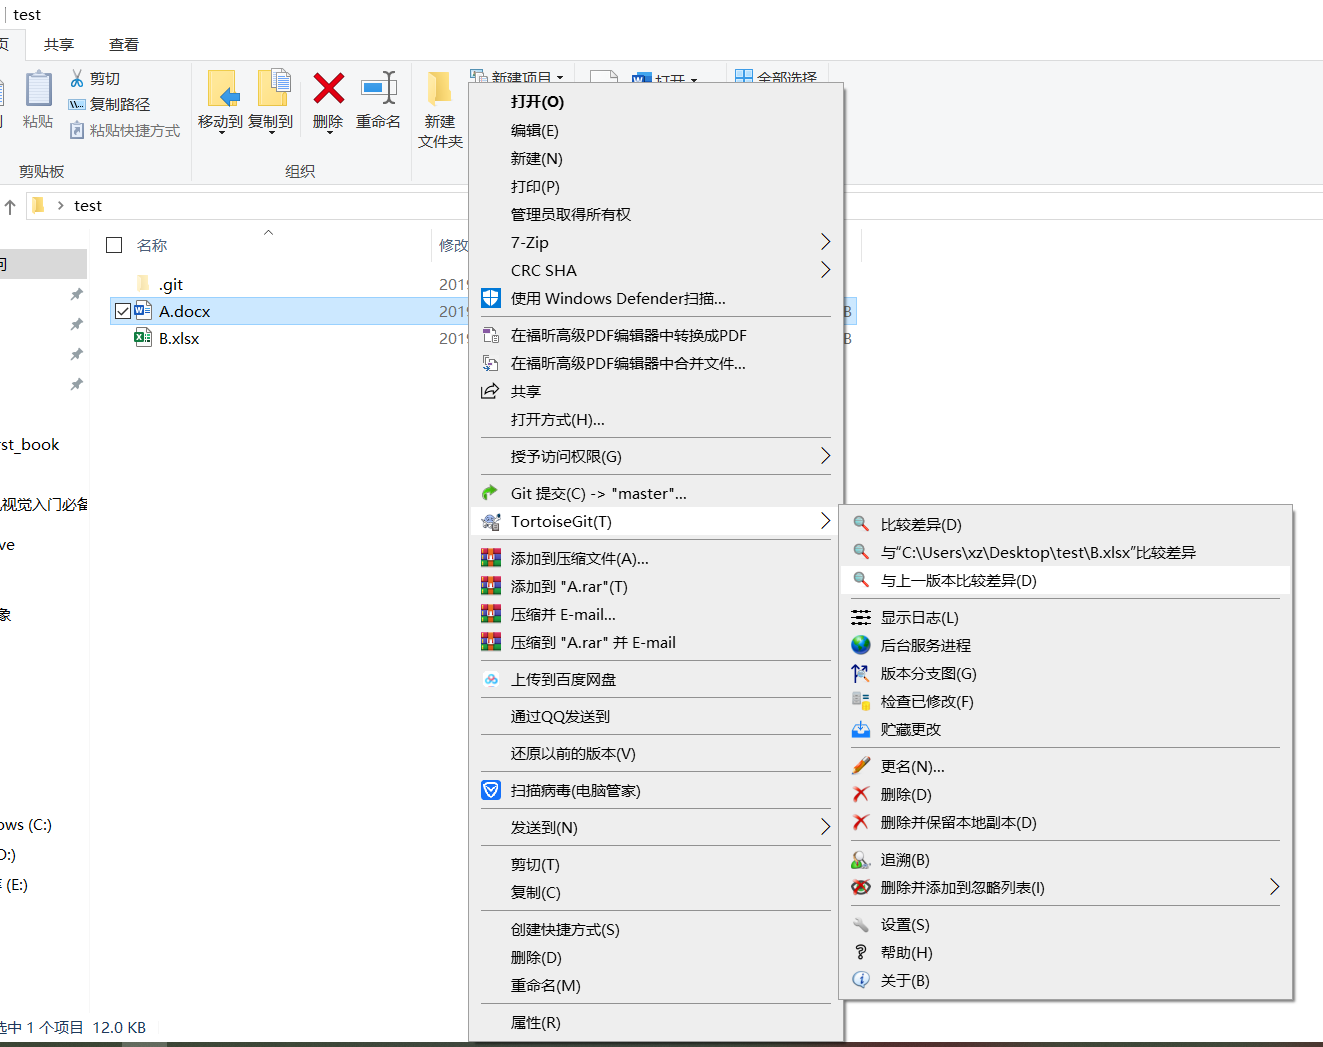 test
页
共享
查看
剪切
复制路径
粘贴快捷方式
粘贴
剪贴板
移动到
复制到
删除
重命名
组织
新建
文件夹
新建项目
打开
全部选择
test
名称
修改
.git
2019
A.docx
2019
B
B.xlsx
2019
B
问
rst_book
视觉入门必备
ve
象
ows (C:)
D:)
(E:)
选中 1 个项目
12.0 KB
打开(O)
编辑(E)
新建(N)
打印(P)
管理员取得所有权
7-Zip
CRC SHA
使用 Windows Defender扫描...
在福昕高级PDF编辑器中转换成PDF
在福昕高级PDF编辑器中合并文件...
共享
打开方式(H)...
授予访问权限(G)
Git 提交(C) -> "master"...
TortoiseGit(T)
添加到压缩文件(A)...
添加到 "A.rar"(T)
压缩并 E-mail...
压缩到 "A.rar" 并 E-mail
上传到百度网盘
通过QQ发送到
还原以前的版本(V)
扫描病毒(电脑管家)
发送到(N)
剪切(T)
复制(C)
创建快捷方式(S)
删除(D)
重命名(M)
属性(R)
比较差异(D)
与“C:\Users\xz\Desktop\test\B.xlsx”比较差异
与上一版本比较差异(D)
显示日志(L)
后台服务进程
版本分支图(G)
检查已修改(F)
贮藏更改
更名(N)...
删除(D)
删除并保留本地副本(D)
追溯(B)
删除并添加到忽略列表(I)
设置(S)
帮助(H)
关于(B)